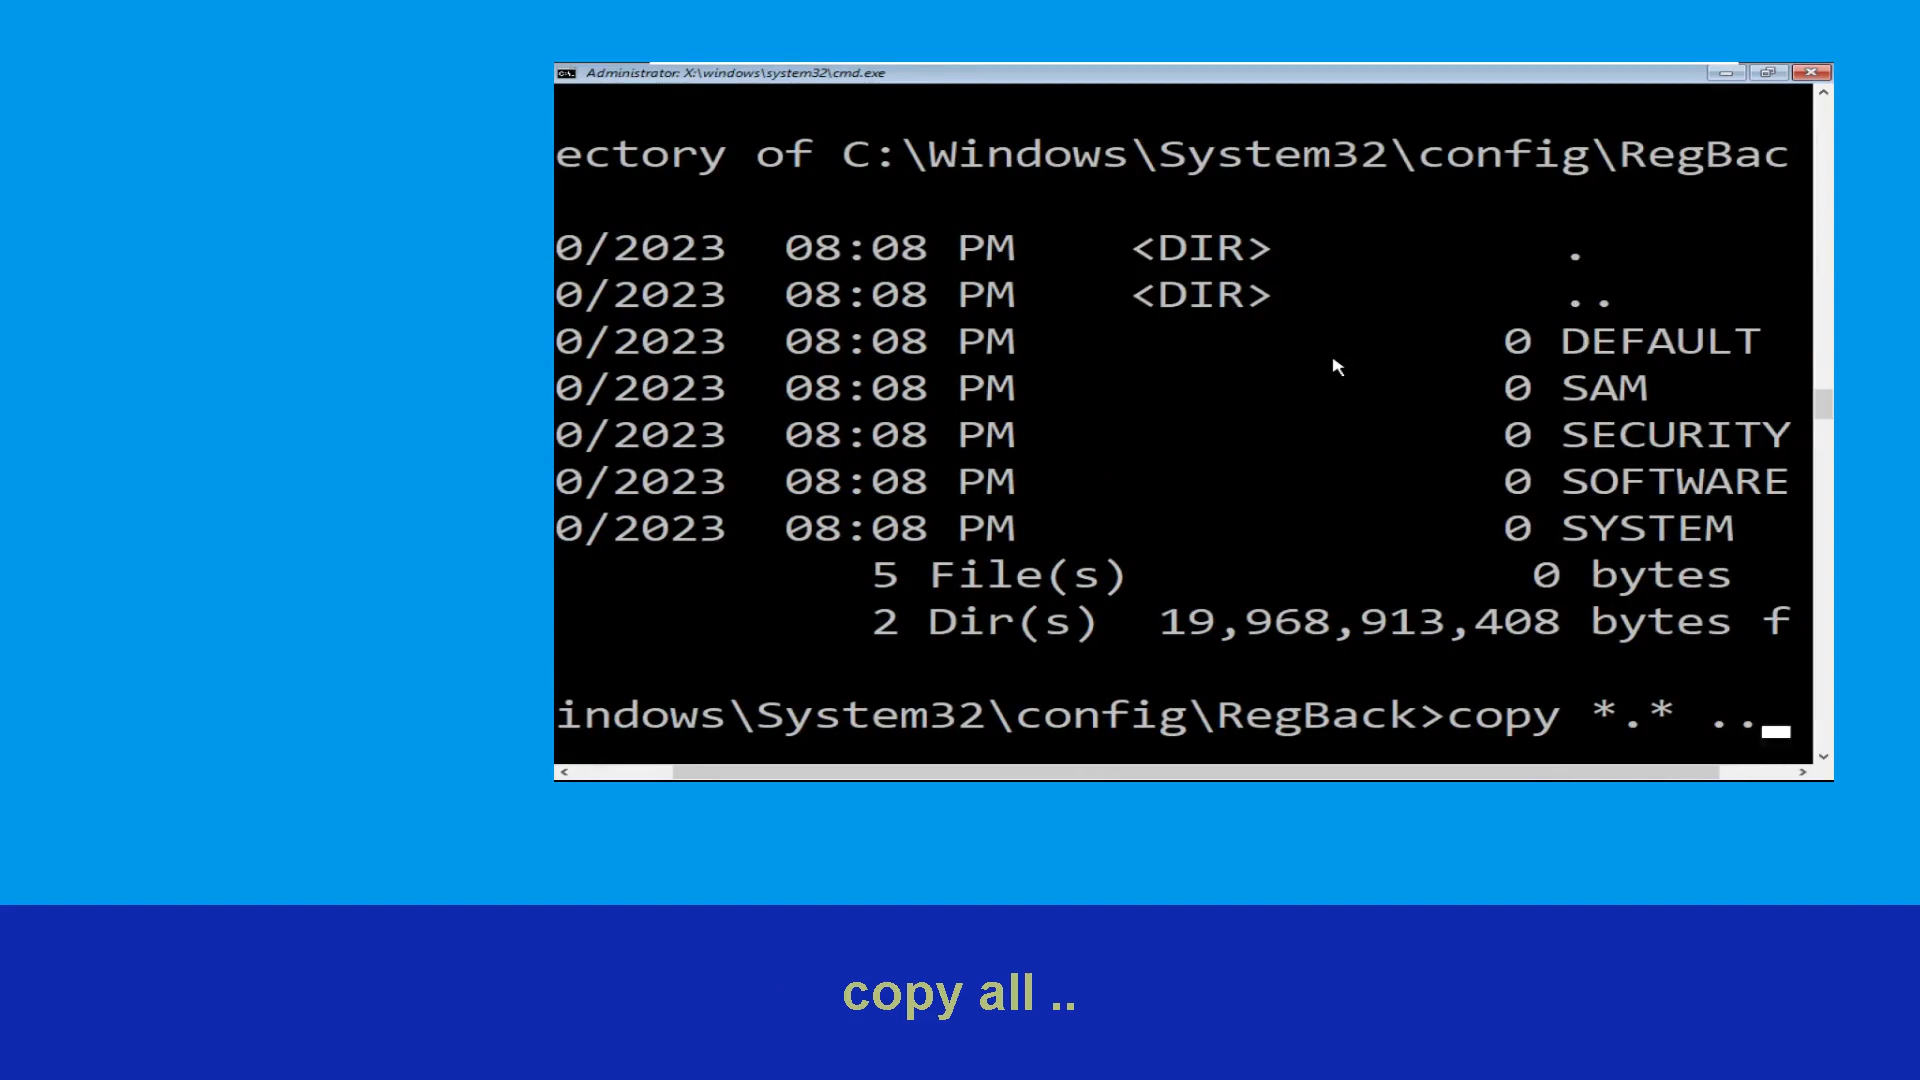 Administrator: X:\windows\system32\cmd.exe
ectory of C:\Windows\System32\config\RegBac
0/2023 08:08 PM <DIR> .
0/2023 08:08 PM <DIR> ..
0/2023 08:08 PM 0 DEFAULT
0/2023 08:08 PM 0 SAM
0/2023 08:08 PM 0 SECURITY
0/2023 08:08 PM 0 SOFTWARE
0/2023 08:08 PM 0 SYSTEM
5 File(s) 0 bytes
2 Dir(s) 19,968,913,408 bytes f
indows\System32\config\RegBack>copy *.* ..
copy all ..